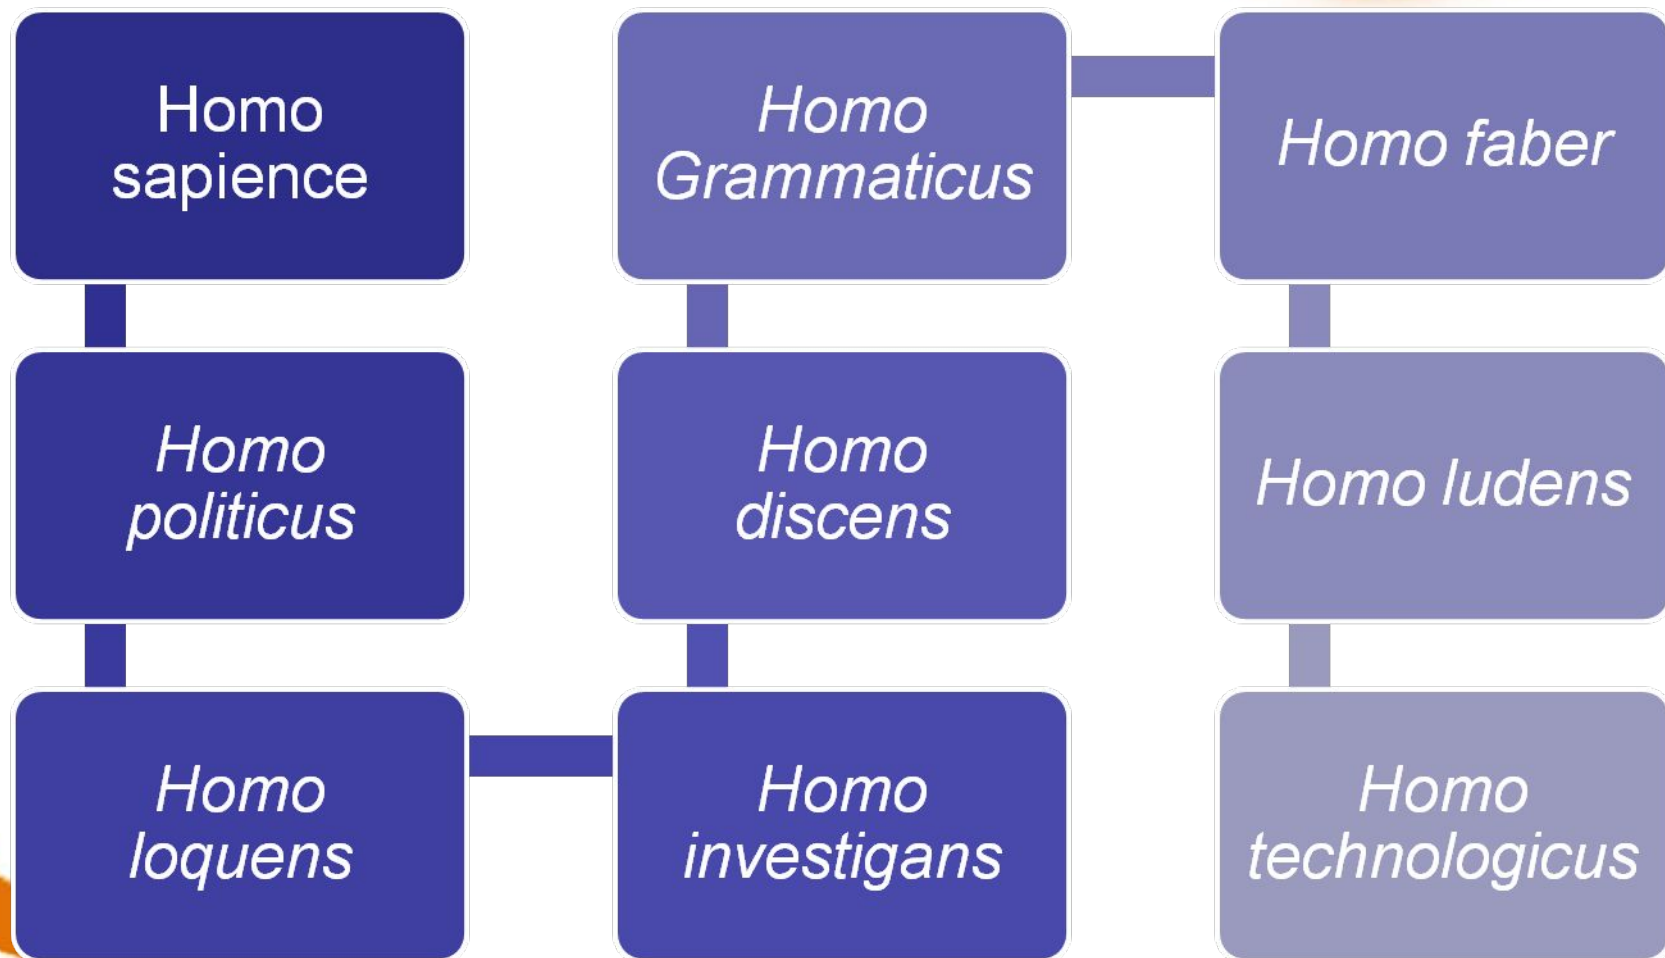 Homo
sapience
Homo
politicus
Homo
loquens
Homo
investigans
Homo
discens
Homo
Grammaticus
Homo faber
Homo ludens
Homo
technologicus